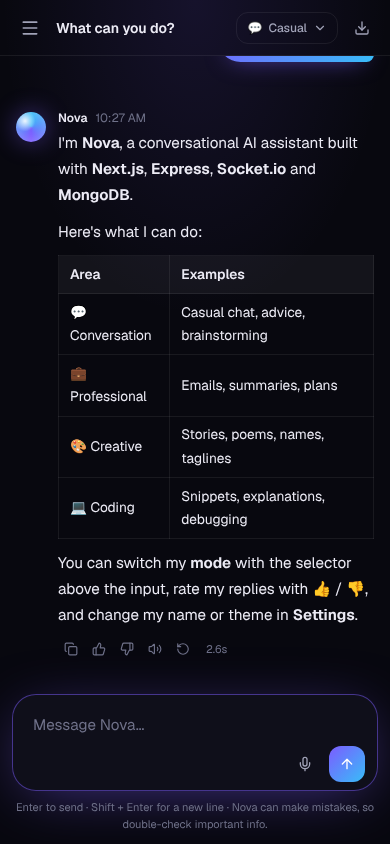 What can you do?
💬 Casual
Nova 10:27 AM
I'm Nova, a conversational AI assistant built
with Next.js, Express, Socket.io and
MongoDB.
Here's what I can do:
Area Examples
💬
Conversation
Casual chat, advice,
brainstorming
💼
Professional
Emails, summaries, plans
🎨 Creative
Stories, poems, names,
taglines
💻 Coding
Snippets, explanations,
debugging
You can switch my mode with the selector
above the input, rate my replies with 👍 / 👎,
and change my name or theme in Settings.
2.6s
Message Nova...
Enter to send · Shift + Enter for a new line · Nova can make mistakes, so
double-check important info.